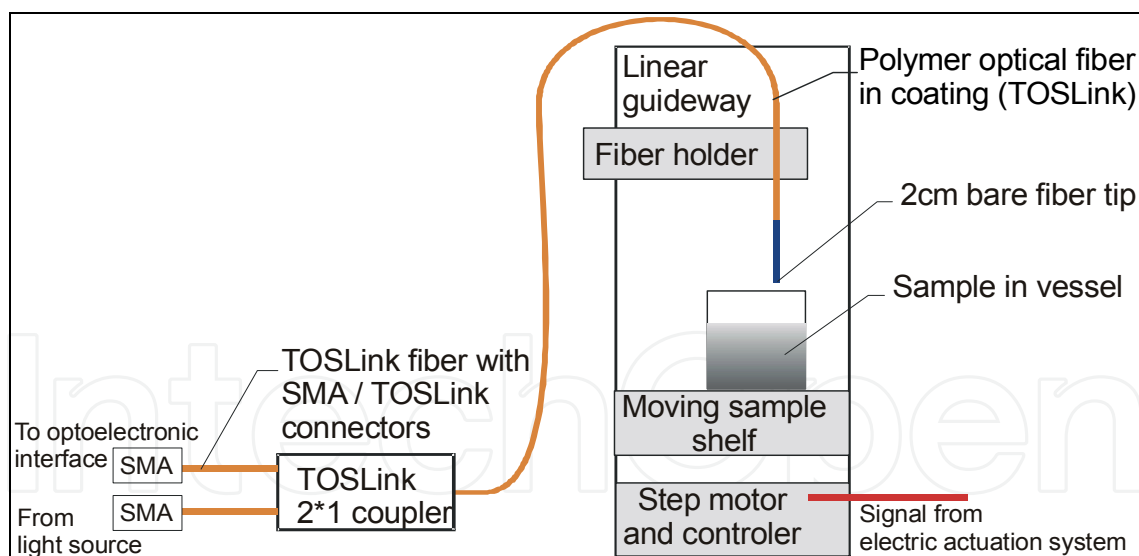 Linear
guideway
Polymer optical fiber
in coating (TOSLink)
Fiber holder
2cm bare fiber tip
Sample in vessel
TOSLink fiber with
SMA / TOSLink
connectors
Moving sample
shelf
To optoelectronic
interface
SMA
TOSLink
2*1 coupler
SMA
From
light source
Step motor
and controler
Signal from
electric actuation system
IntechOpen